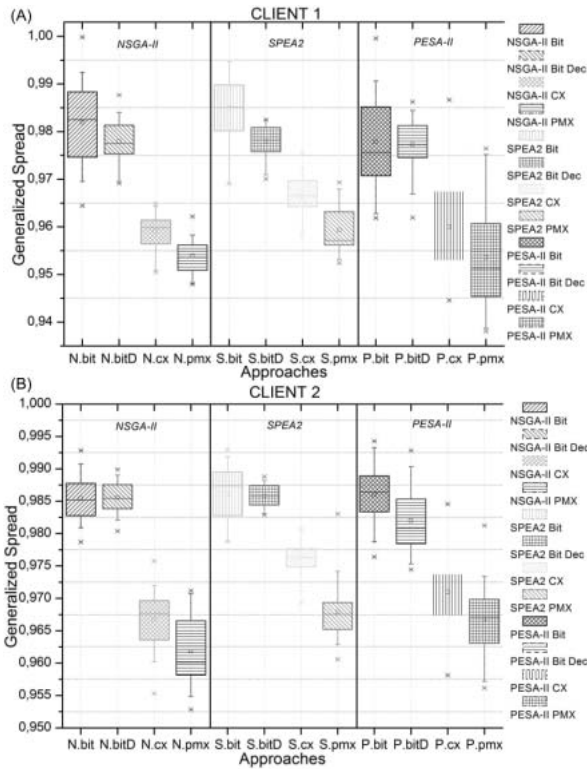 (A)
CLIENT 1
NSGA-II
SPEA2
PESA-II
1,00
0,99
0,98
0,97
0,96
0,95
0,94
Generalized Spread
N.bit N.bitD N.cx N.pmx S.bit S.bitD S.cx S.pmx P.bit P.bitD P.cx P.pmx
Approaches
NSGA-II Bit
NSGA-II Bit Dec
NSGA-II CX
NSGA-II PMX
SPEA2 Bit
SPEA2 Bit Dec
SPEA2 CX
SPEA2 PMX
PESA-II Bit
PESA-II Bit Dec
PESA-II CX
PESA-II PMX
(B)
CLIENT 2
NSGA-II
SPEA2
PESA-II
1,000
0,995
0,990
0,985
0,980
0,975
0,970
0,965
0,960
0,955
0,950
Generalized Spread
N.bit N.bitD N.cx N.pmx S.bit S.bitD S.cx S.pmx P.bit P.bitD P.cx P.pmx
Approaches
NSGA-II Bit
NSGA-II Bit Dec
NSGA-II CX
NSGA-II PMX
SPEA2 Bit
SPEA2 Bit Dec
SPEA2 CX
SPEA2 PMX
PESA-II Bit
PESA-II Bit Dec
PESA-II CX
PESA-II PMX